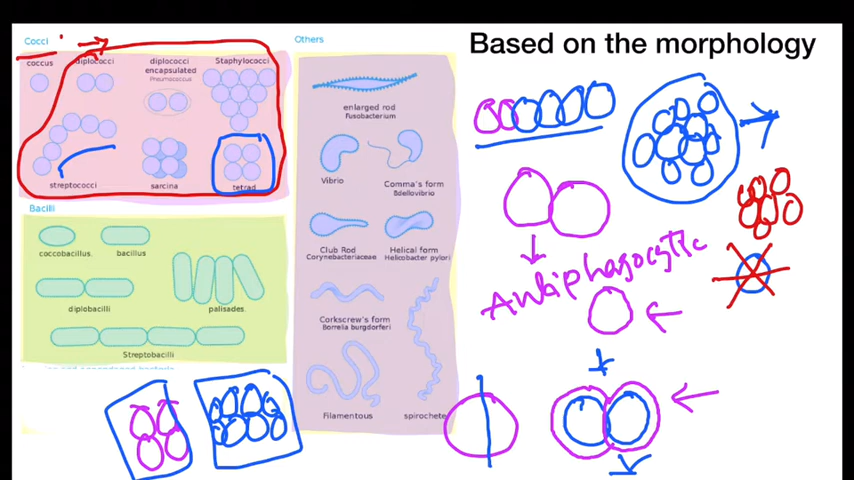 Based on the morphology
Cocci
coccus
diplococci
diplococci
encapsulated
Pneumococcus
Staphylococci
streptococci
sarcina
tetrad
Bacilli
coccobacillus
bacillus
diplobacilli
palisades.
Streptobacilli
Others
enlarged rod
Fusobacterium
Vibrio
Comma's form
Bdellovibrio
Club Rod
Corynebacteriaceae
Helical form
Helicobacter pylori
Corkscrew's form
Borrelia burgdorferi
Filamentous
spirochete
Antiphagocytic